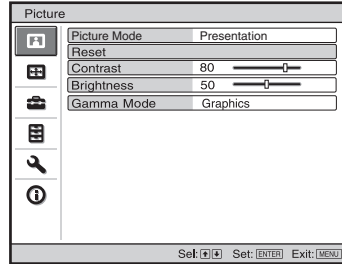 Picture
Picture Mode Presentation
Reset
Contrast 80
Brightness 50
Gamma Mode Graphics
Sel: Set: ENTER Exit: MENU